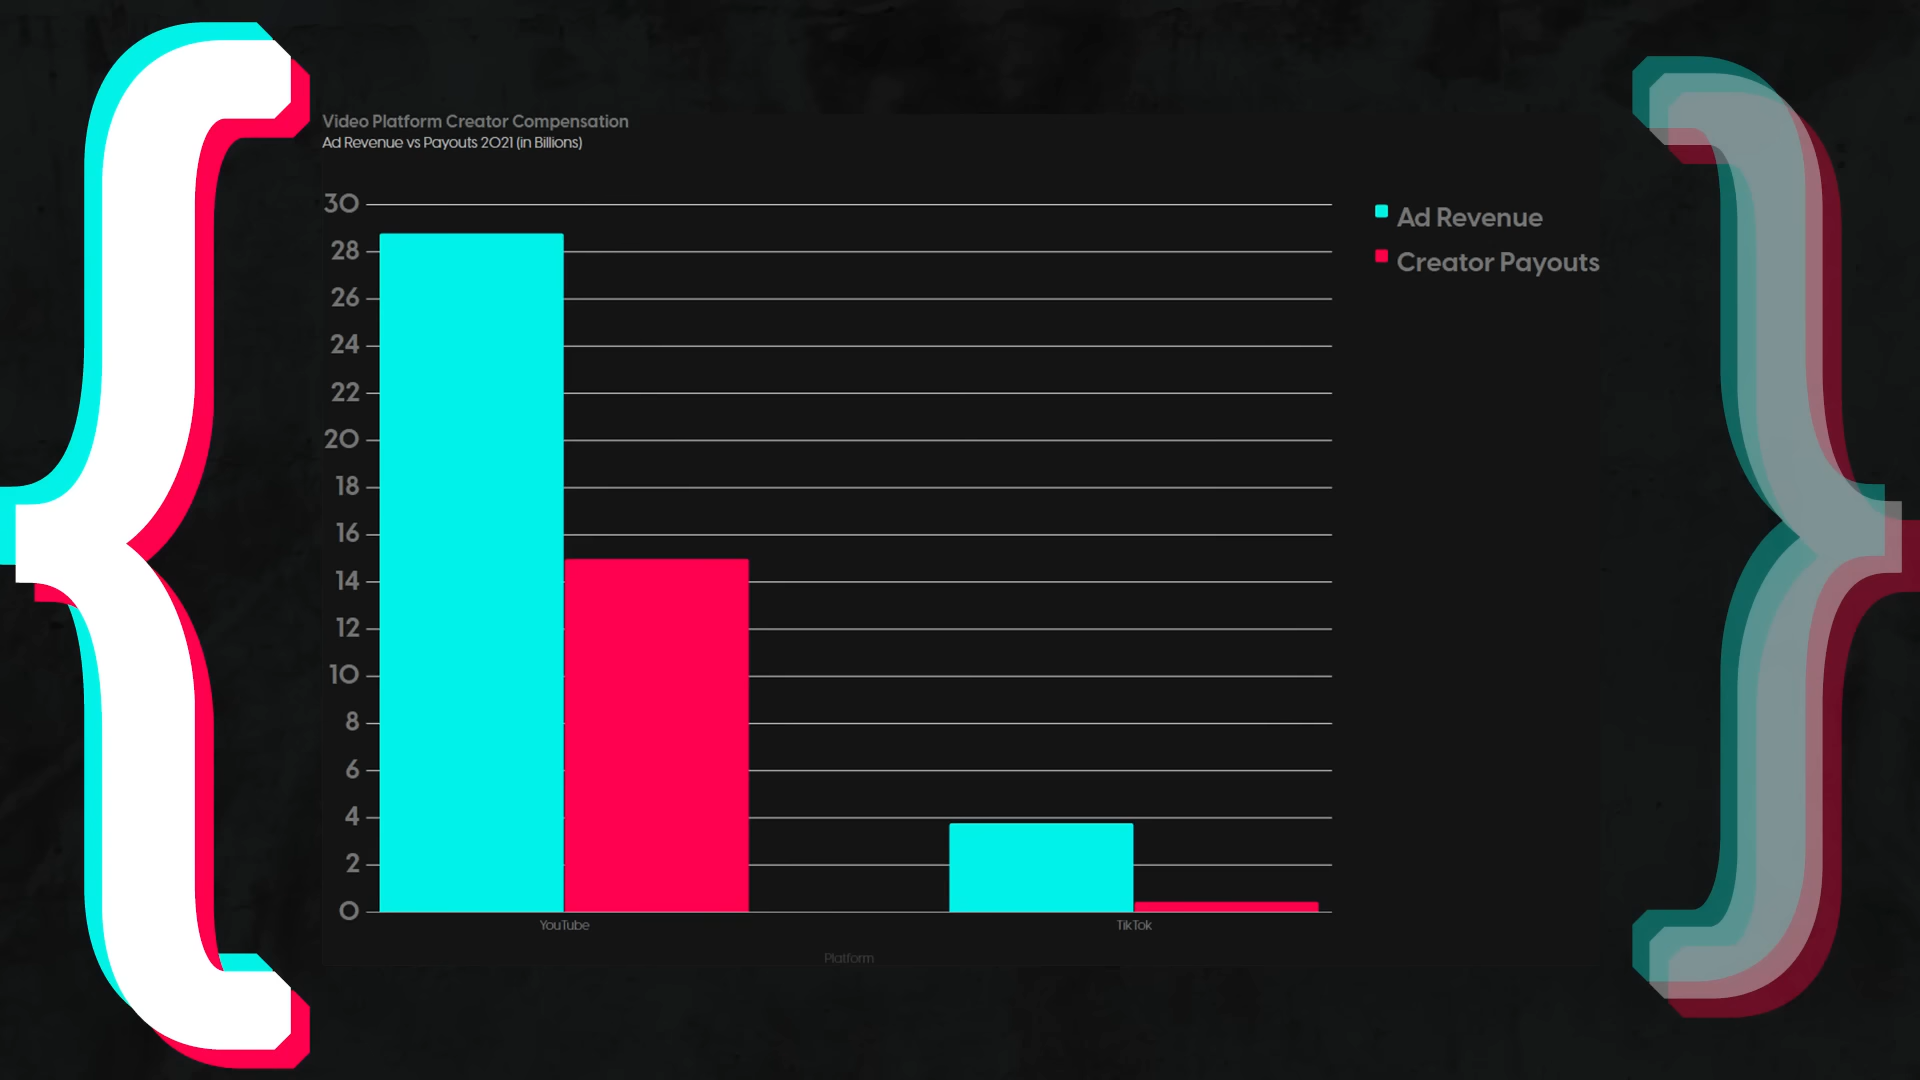 Video Platform Creator Compensation
Ad Revenue vs Payouts 2021 (in Billions)
30
28
26
24
22
20
18
16
14
12
10
8
6
4
2
0
Ad Revenue
Creator Payouts
YouTube
TikTok
Platform